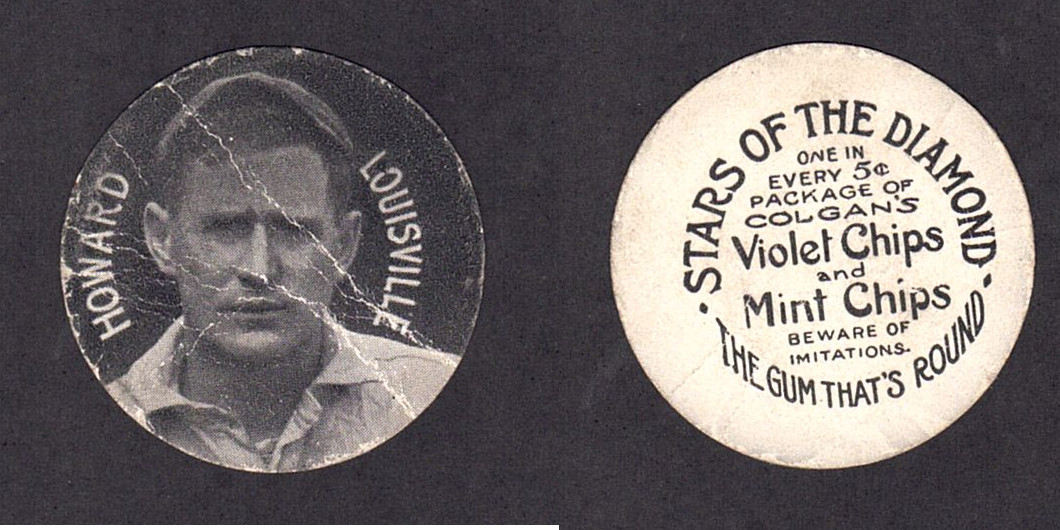 HOWARD
LOUISVILLE
· STARS OF THE DIAMOND ·
ONE IN
EVERY 5¢
PACKAGE OF
COLGAN'S
Violet Chips
and
Mint Chips
BEWARE OF
IMITATIONS.
THE GUM THAT'S ROUND